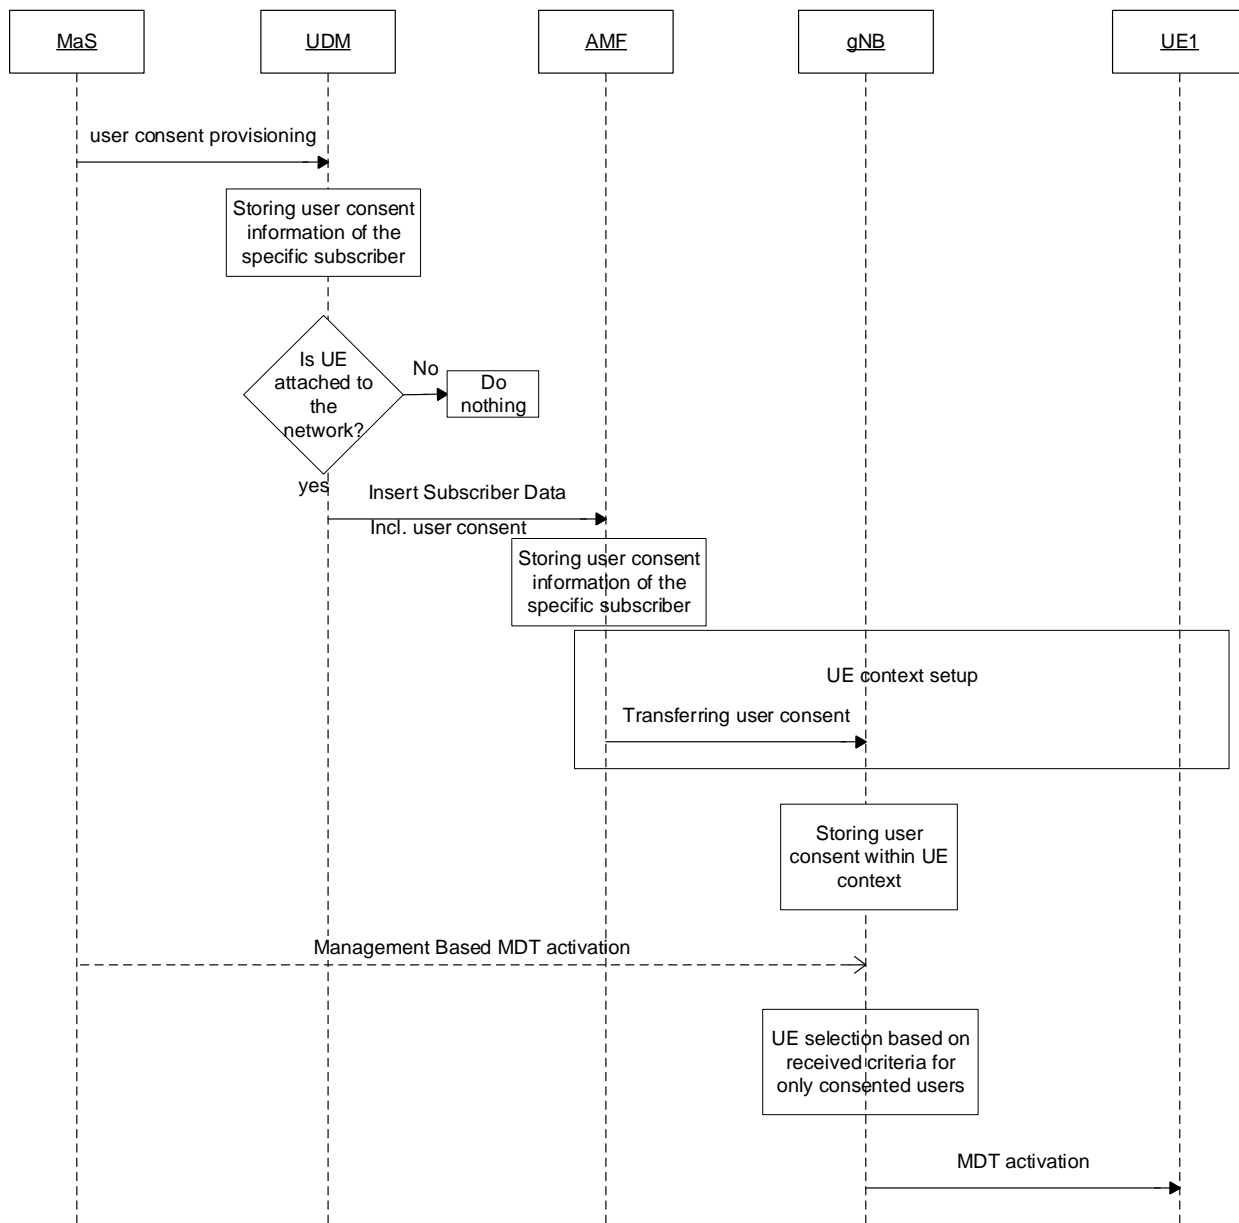 MaS
UDM
AMF
gNB
UE1
user consent provisioning
Storing user consent
information of the
specific subscriber
Is UE
attached to
the
network?
No
Do
nothing
yes
Insert Subscriber Data
Incl. user consent
Storing user consent
information of the
specific subscriber
UE context setup
Transferring user consent
Storing user
consent within UE
context
Management Based MDT activation
UE selection based on
received criteria for
only consented users
MDT activation